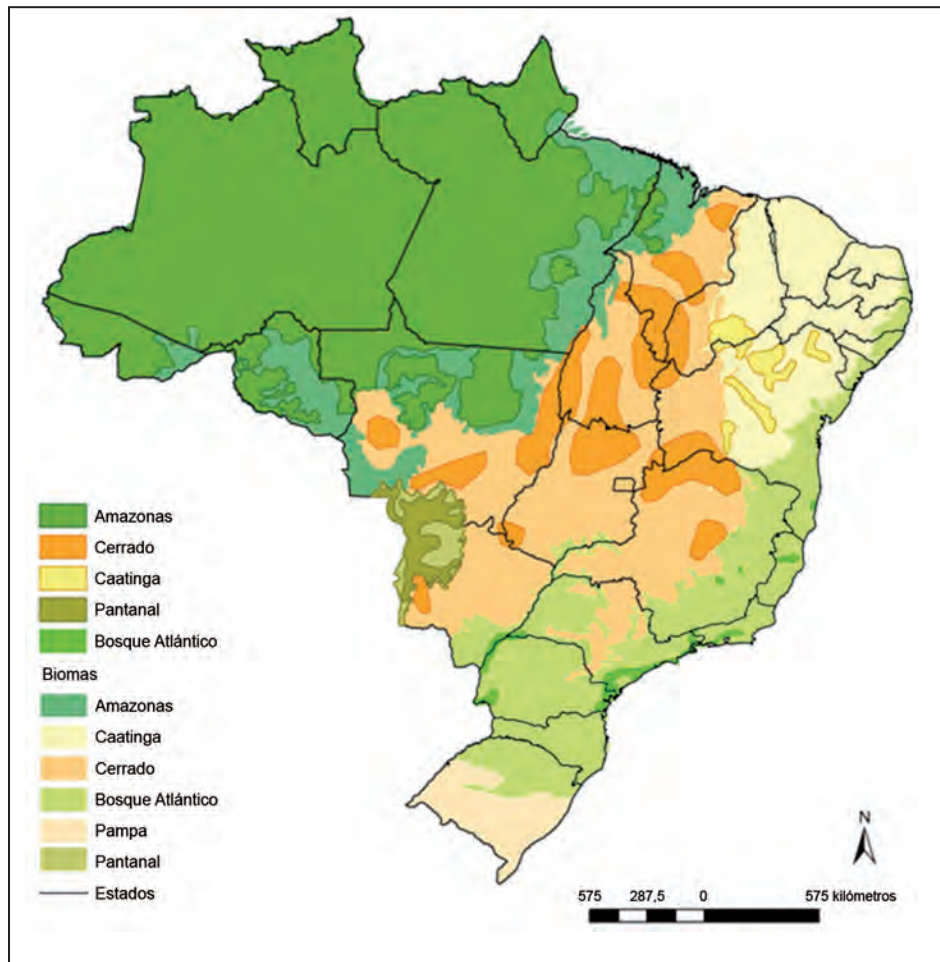 Amazonas
Cerrado
Caatinga
Pantanal
Bosque Atlántico
Biomas
Amazonas
Caatinga
Cerrado
Bosque Atlántico
Pampa
Pantanal
Estados
N
575 287,5 0 575 kilómetros